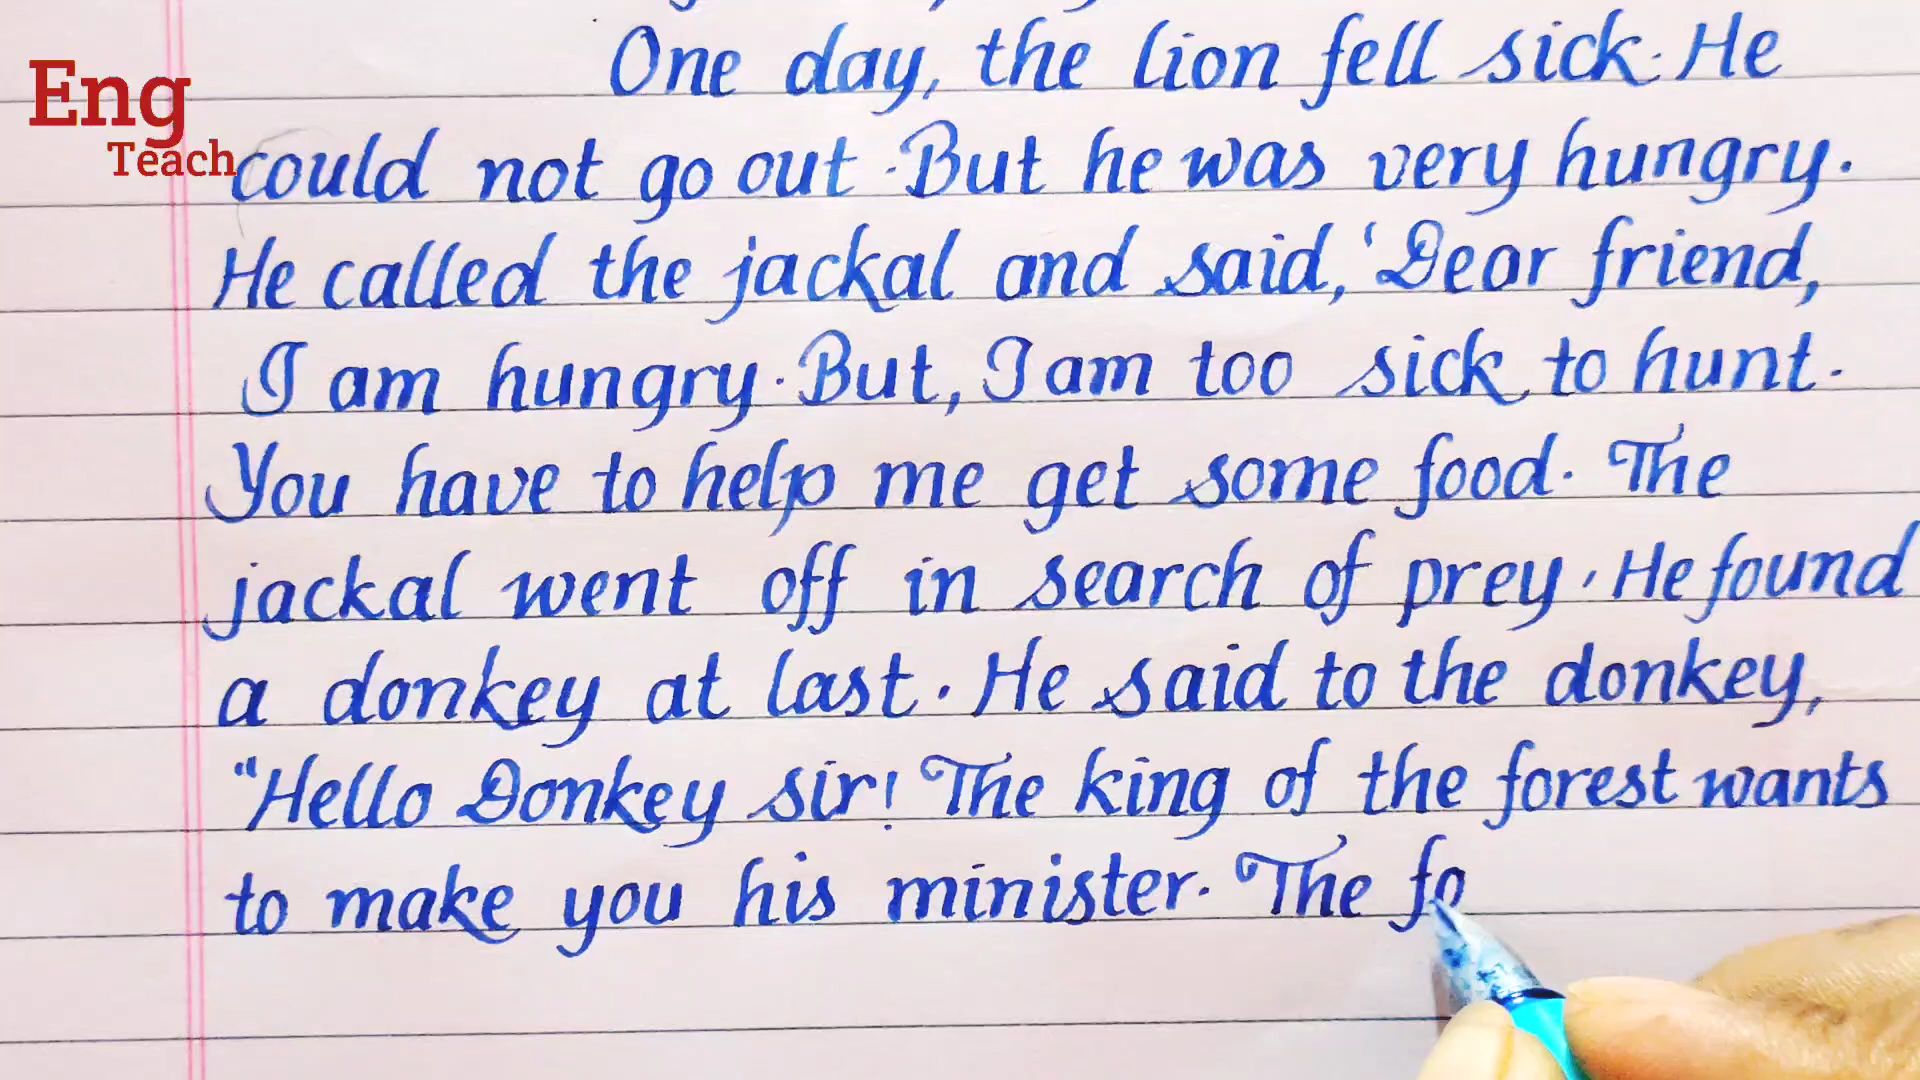 One day, the lion fell sick. He
Eng
Teach
could not go out. But he was very hungry.
He called the jackal and said, 'Dear friend,
I am hungry. But, I am too sick to hunt.
You have to help me get some food. The
jackal went off in search of prey. He found
a donkey at last. He said to the donkey,
"Hello Donkey sir! The king of the forest wants
to make you his minister. The fo